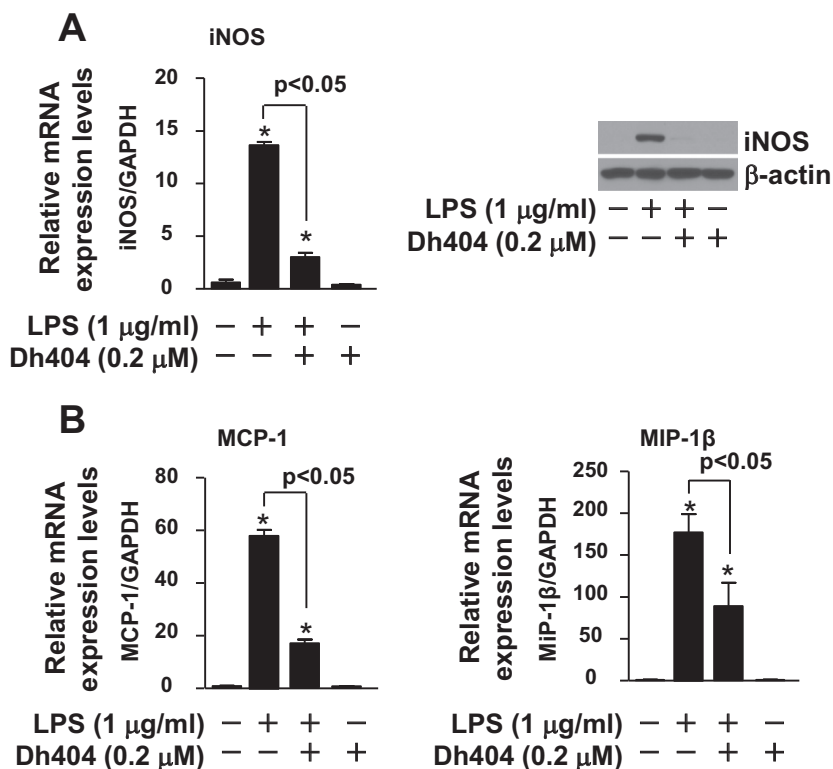 A
iNOS
Relative mRNA
expression levels
iNOS/GAPDH
20
15
10
5
0
p<0.05
*
*
LPS (1 µg/ml) − + + −
Dh404 (0.2 µM) − − + +
iNOS
β-actin
LPS (1 µg/ml) − + + −
Dh404 (0.2 µM) − − + +
B
MCP-1
Relative mRNA
expression levels
MCP-1/GAPDH
80
60
40
20
0
p<0.05
*
*
LPS (1 µg/ml) − + + −
Dh404 (0.2 µM) − − + +
MIP-1β
Relative mRNA
expression levels
MiP-1β/GAPDH
250
200
150
100
50
0
p<0.05
*
*
LPS (1 µg/ml) − + + −
Dh404 (0.2 µM) − − + +